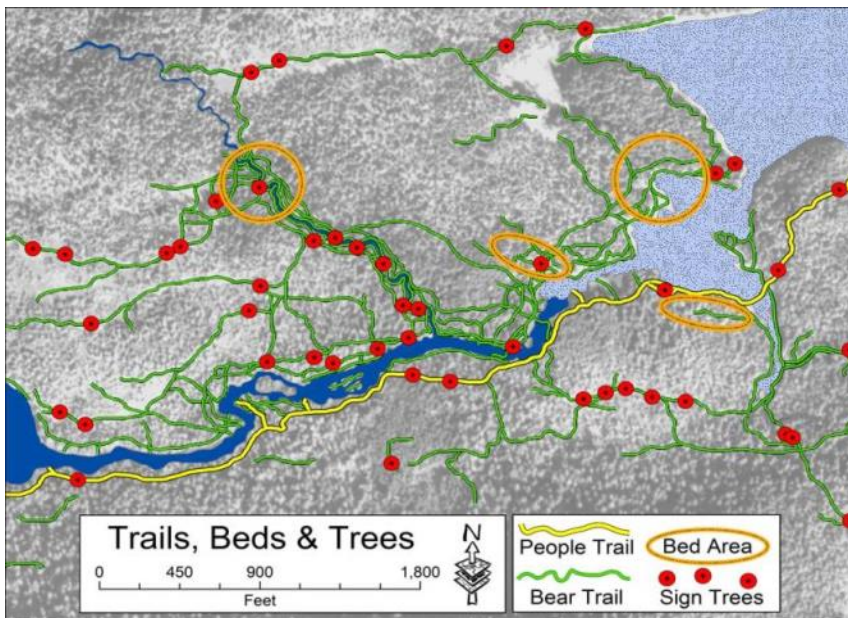 Trails, Beds & Trees
0 450 900 1,800
Feet
N
People Trail
Bed Area
Bear Trail
Sign Trees